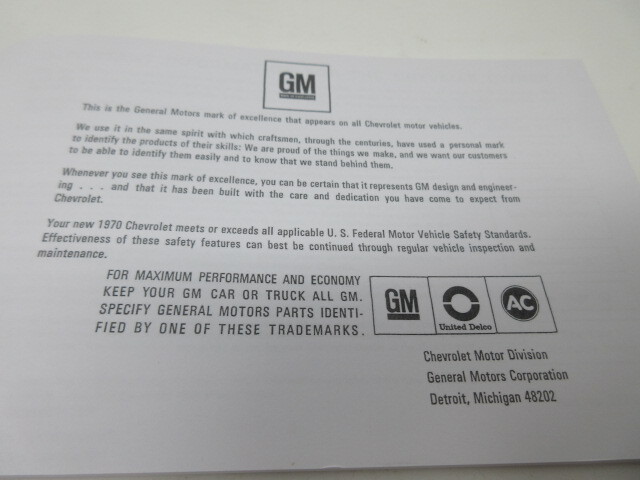 GM
This is the General Motors mark of excellence that appears on all Chevrolet motor vehicles.
We use it in the same spirit with which craftsmen, through the centuries, have used a personal mark
to identify the products of their skills: We are proud of the things we make, and we want our customers
to be able to identify them easily and to know that we stand behind them.
Whenever you see this mark of excellence, you can be certain that it represents GM design and engineer-
ing . . . and that it has been built with the care and dedication you have come to expect from
Chevrolet.
Your new 1970 Chevrolet meets or exceeds all applicable U. S. Federal Motor Vehicle Safety Standards.
Effectiveness of these safety features can best be continued through regular vehicle inspection and
maintenance.
FOR MAXIMUM PERFORMANCE AND ECONOMY
KEEP YOUR GM CAR OR TRUCK ALL GM.
SPECIFY GENERAL MOTORS PARTS IDENTI-
FIED BY ONE OF THESE TRADEMARKS.
GM
United Delco
AC
Chevrolet Motor Division
General Motors Corporation
Detroit, Michigan 48202